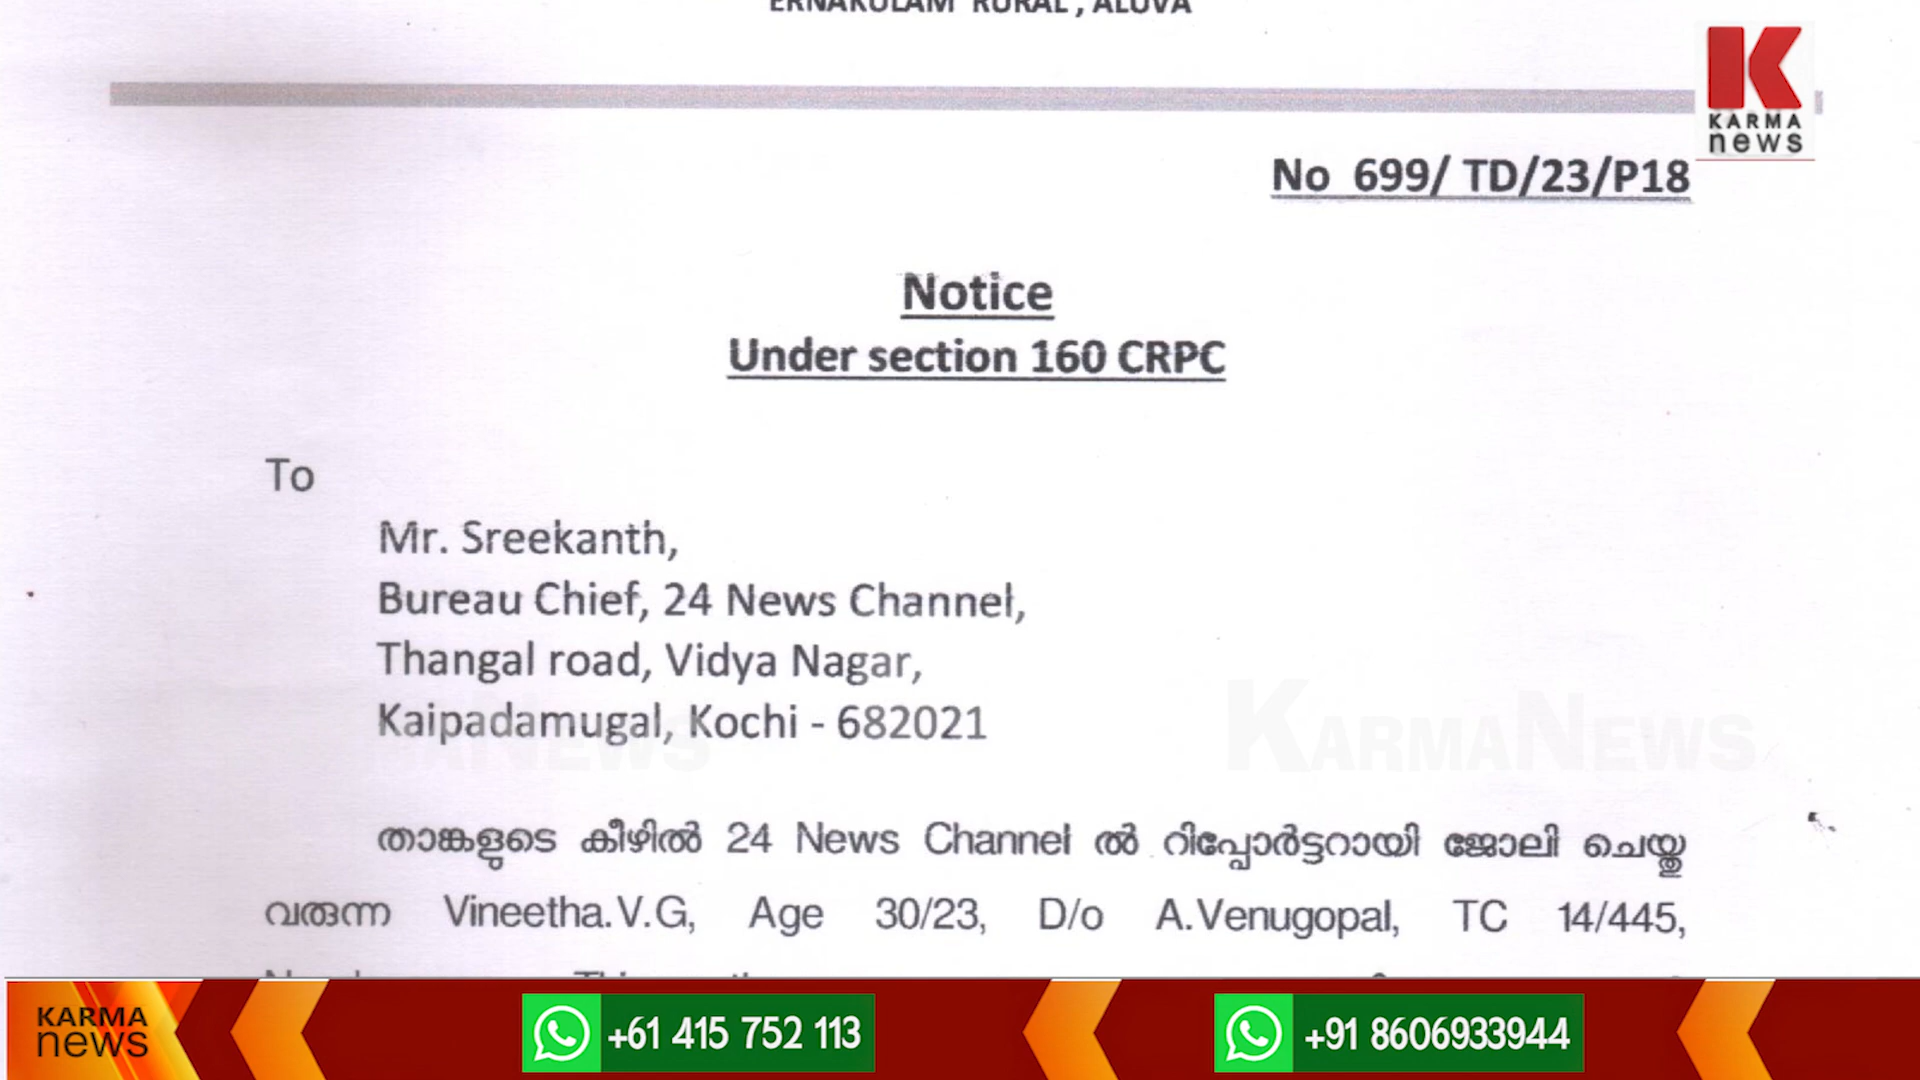 ERNAKULAM RURAL, ALUVA
K
KARMA
news
No 699/ TD/23/P18
Notice
Under section 160 CRPC
To
Mr. Sreekanth,
Bureau Chief, 24 News Channel,
Thangal road, Vidya Nagar,
Kaipadamugal, Kochi - 682021
KARMANEWS
താങ്കളുടെ കീഴിൽ 24 News Channel ൽ റിപ്പോർട്ടറായി ജോലി ചെയ്തു
വരുന്ന Vineetha.V.G, Age 30/23, D/o A.Venugopal, TC 14/445,
KARMA
news
+61 415 752 113
+91 8606933944